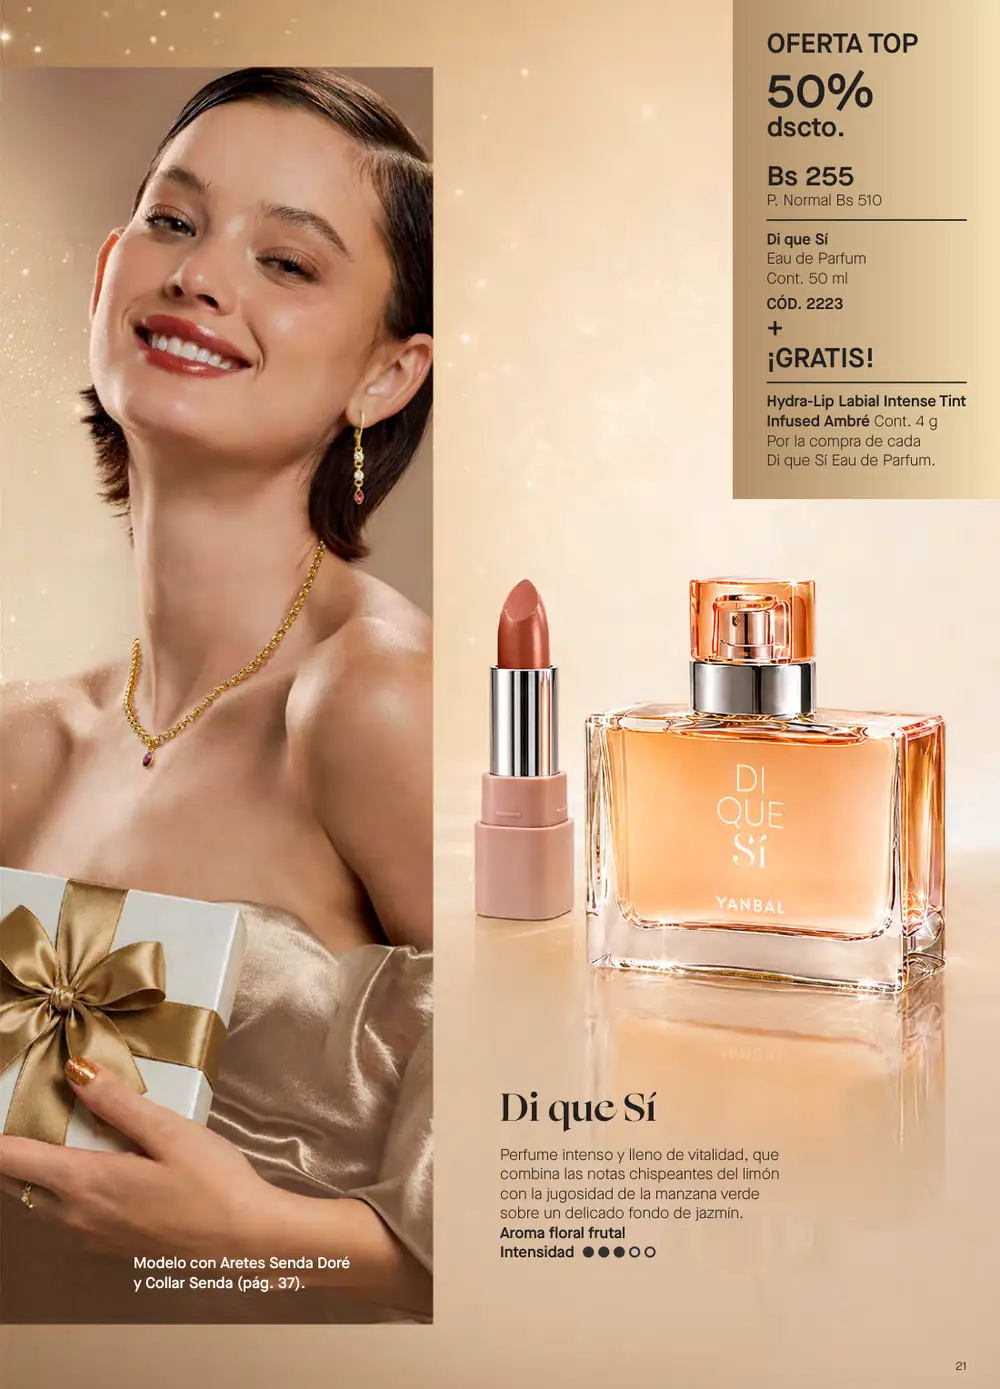 OFERTA TOP
50%
dscto.
Bs 255
P. Normal Bs 510
Di que Sí
Eau de Parfum
Cont. 50 ml
CÓD. 2223
+
¡GRATIS!
Hydra-Lip Labial Intense Tint
Infused Ambré Cont. 4 g
Por la compra de cada
Di que Sí Eau de Parfum.
DI
QUE
Sí
YANBAL
Di que Sí
Perfume intenso y lleno de vitalidad, que
combina las notas chispeantes del limón
con la jugosidad de la manzana verde
sobre un delicado fondo de jazmín.
Aroma floral frutal
Intensidad
Modelo con Aretes Senda Doré
y Collar Senda (pág. 37).
21